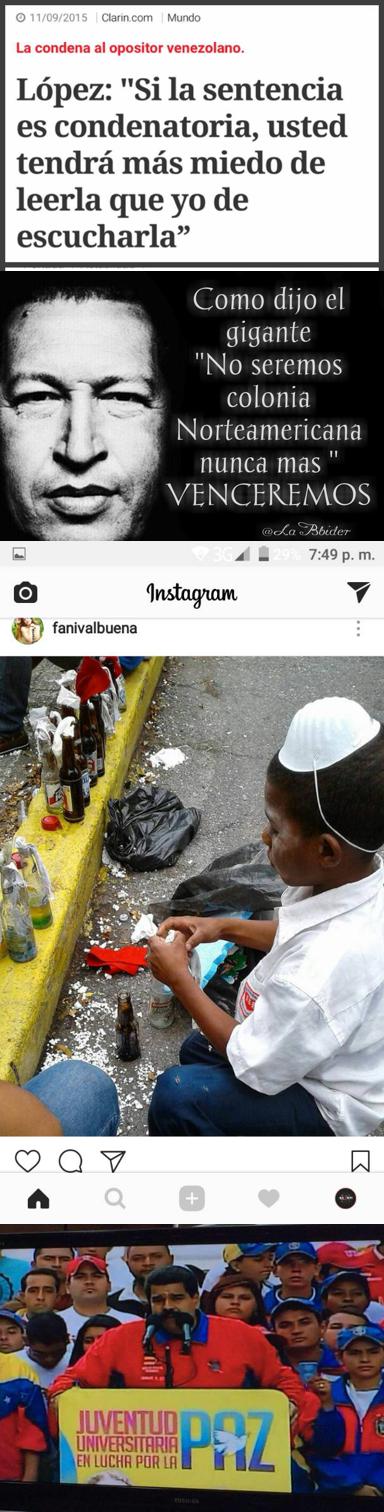 11/09/2015 | Clarin.com | Mundo
La condena al opositor venezolano.
López: "Si la sentencia
es condenatoria, usted
tendrá más miedo de
leerla que yo de
escucharla”
Como dijo el
gigante
"No seremos
colonia
Norteamericana
nunca mas "
VENCEREMOS
@La Bbider
3G 29% 7:49 p. m.
Instagram
fanivalbuena
JUVENTUD
UNIVERSITARIA
EN LUCHA POR LA
PAZ
TOSHIBA